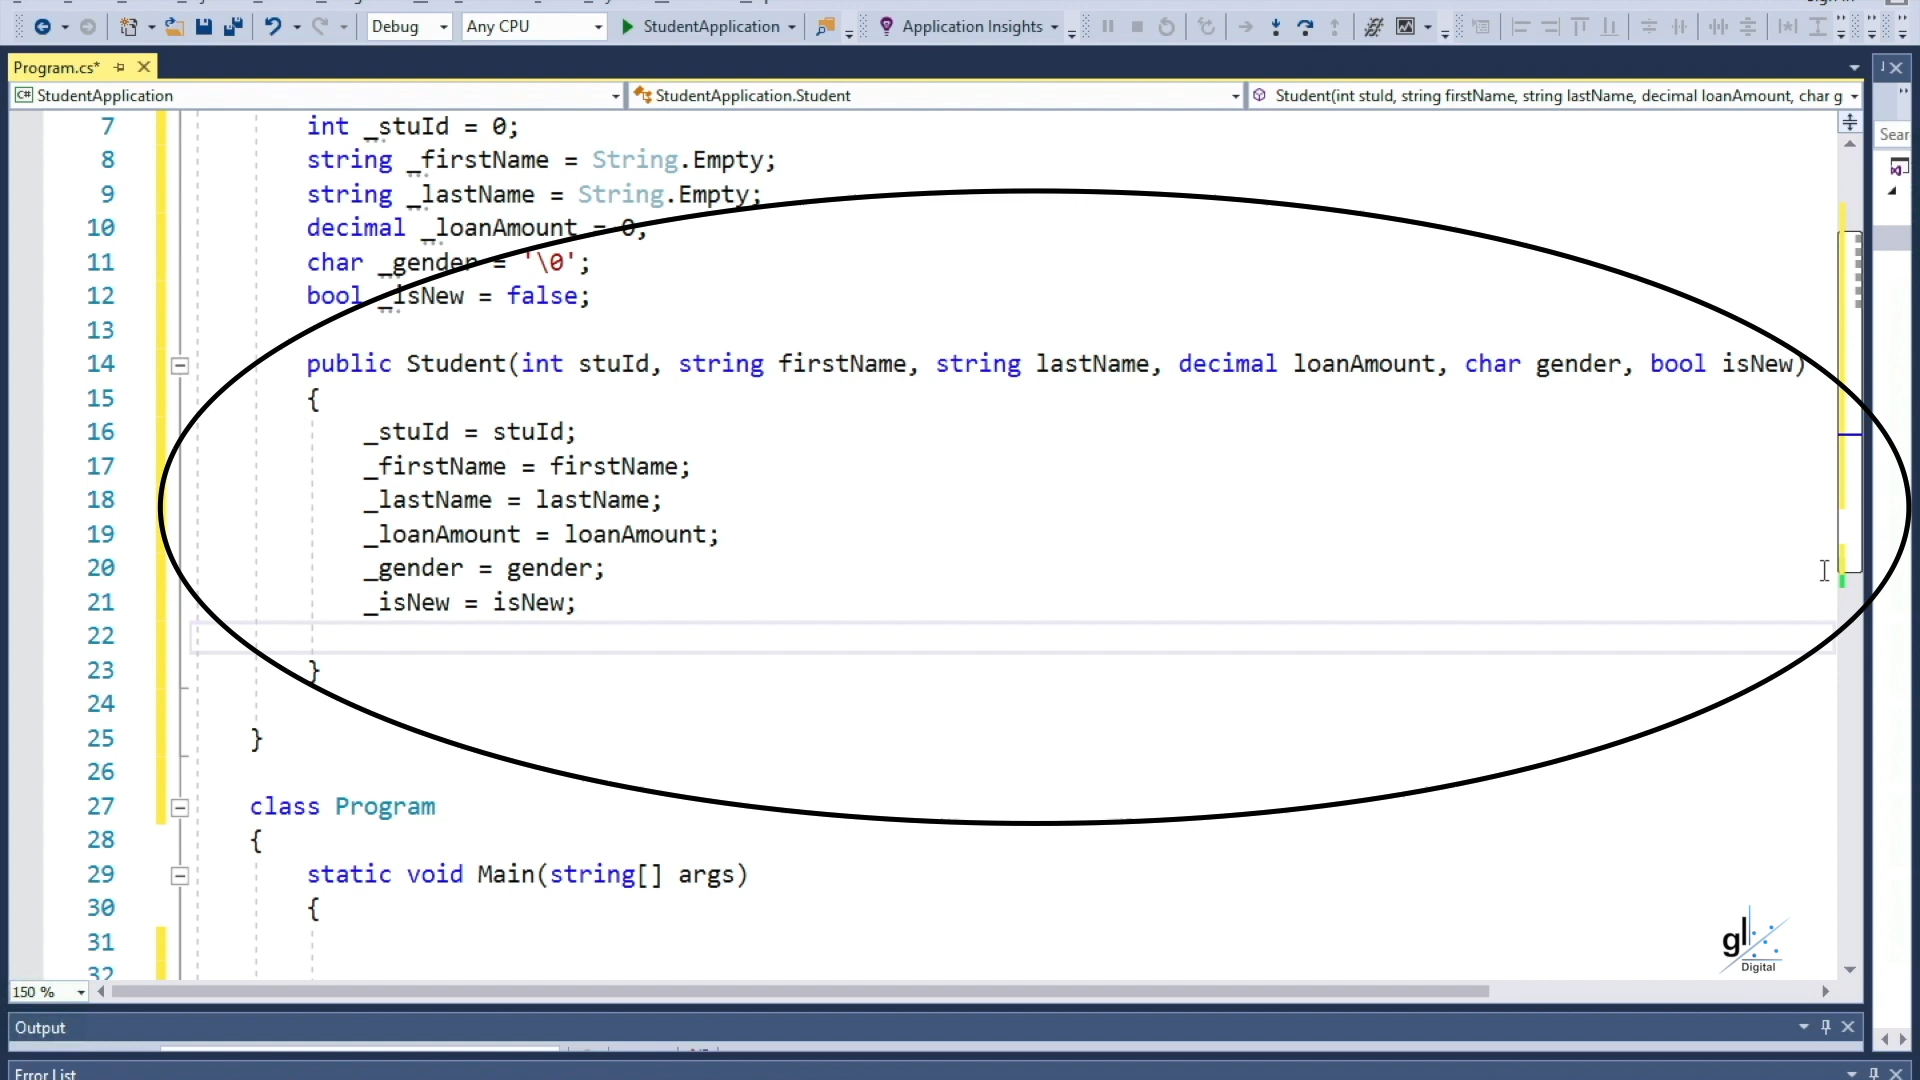 Debug Any CPU StudentApplication Application Insights
Program.cs*
StudentApplication StudentApplication.Student Student(int stuId, string firstName, string lastName, decimal loanAmount, char g
Sear
7 int _stuId = 0;
8 string _firstName = String.Empty;
9 string _lastName = String.Empty;
10 decimal _loanAmount = 0;
11 char _gender = '\0';
12 bool _isNew = false;
13
14 public Student(int stuId, string firstName, string lastName, decimal loanAmount, char gender, bool isNew)
15 {
16 _stuId = stuId;
17 _firstName = firstName;
18 _lastName = lastName;
19 _loanAmount = loanAmount;
20 _gender = gender;
21 _isNew = isNew;
22
23 }
24
25 }
26
27 class Program
28 {
29 static void Main(string[] args)
30 {
31
32
gl
Digital
150 %
Output
Error List